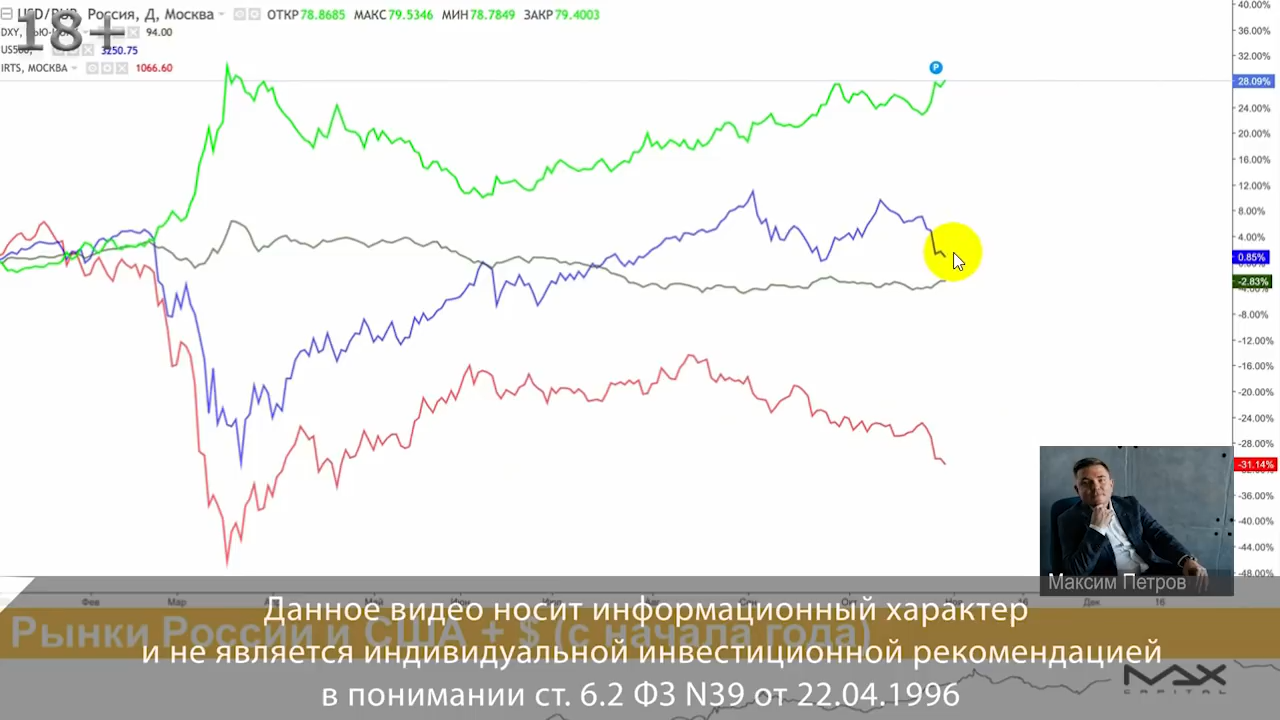 USD/RUB, Россия, Д, Москва ОТКР 78.8685 МАКС 79.5346 МИН 78.7849 ЗАКР 79.4003
18+
DXY, 94.00
US500, 3250.75
IRTS, МОСКВА 1066.60
40.00%
36.00%
32.00%
28.09%
24.00%
20.00%
16.00%
12.00%
8.00%
4.00%
0.85%
-2.83%
-8.00%
-12.00%
-16.00%
-20.00%
-24.00%
-28.00%
-31.14%
-36.00%
-40.00%
-44.00%
-48.00%
P
Максим Петров
Фев Мар Дек 16
Данное видео носит информационный характер
Рынки России и США + $ (с начала года)
и не является индивидуальной инвестиционной рекомендацией
в понимании ст. 6.2 ФЗ N39 от 22.04.1996
MAX
CAPITAL